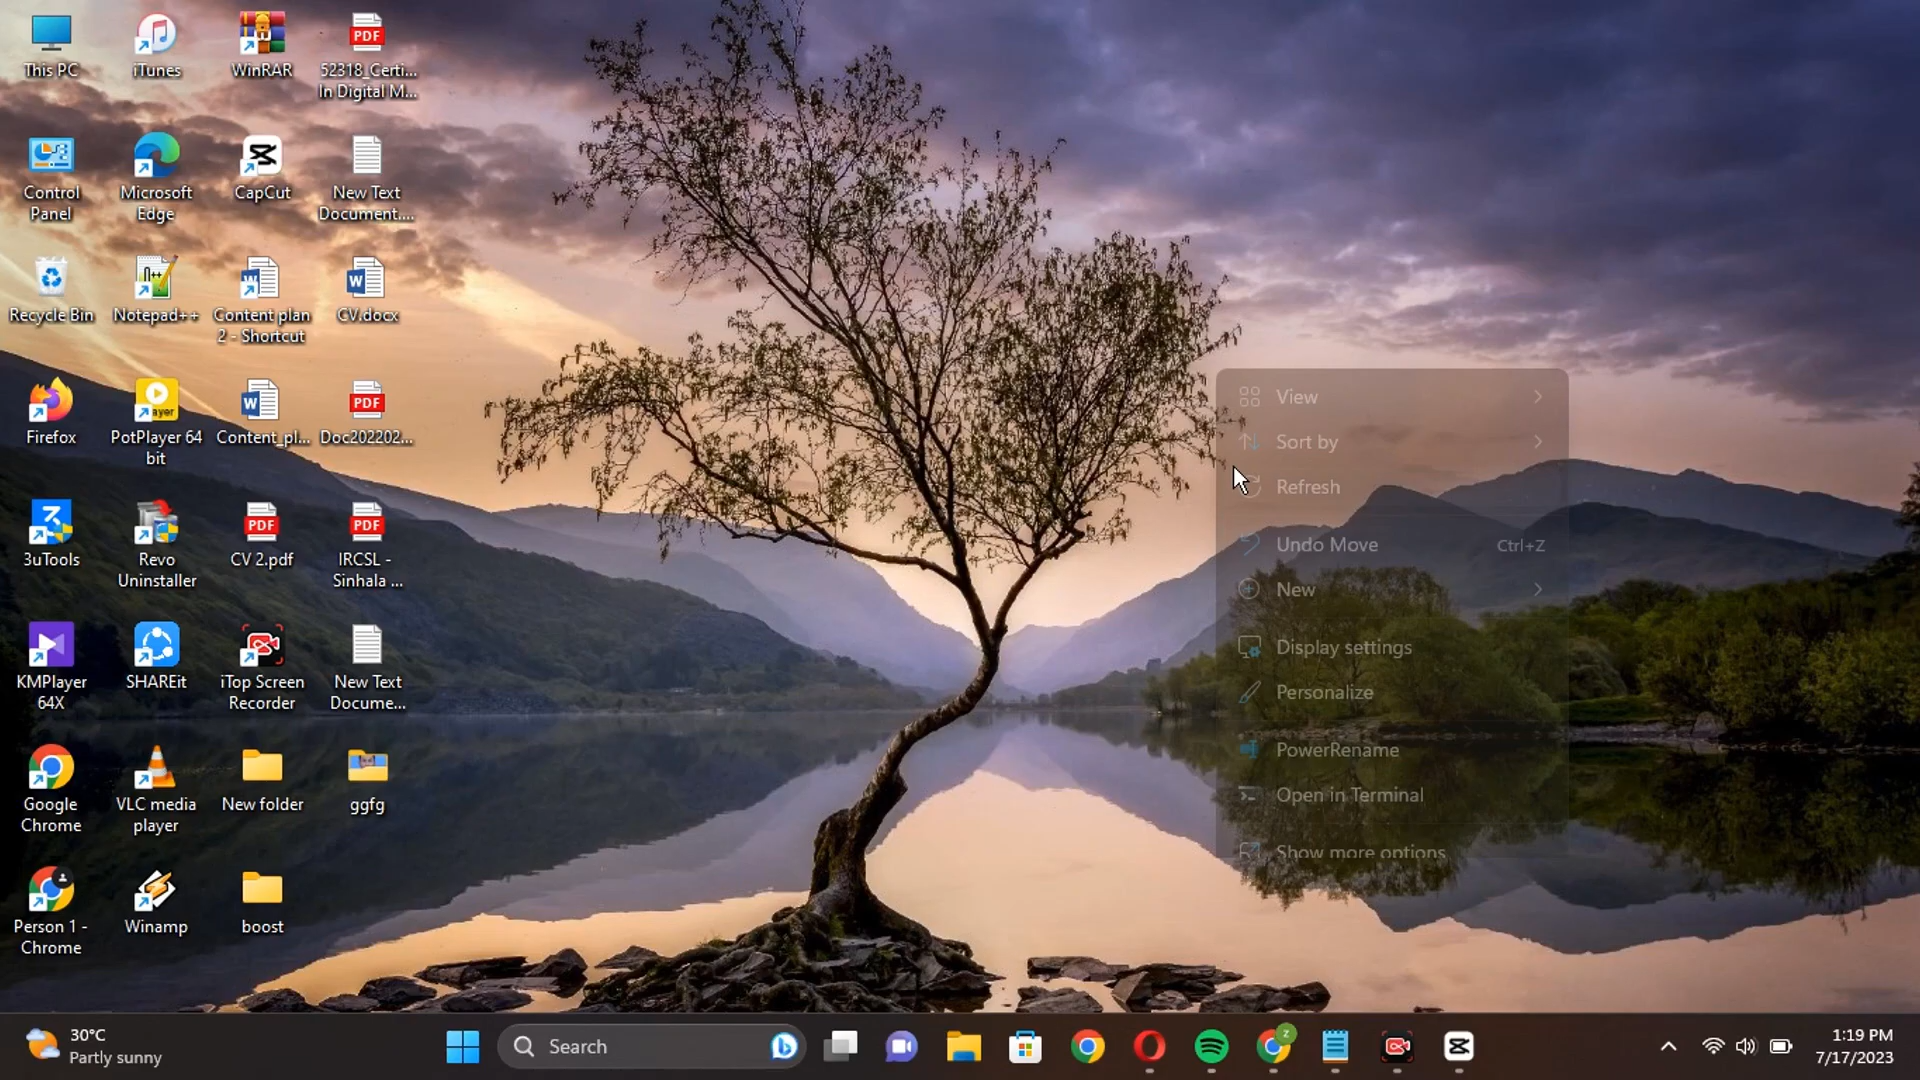 This PC
iTunes
WinRAR
PDF
52318_Certi...
In Digital M...
Control
Panel
Microsoft
Edge
CapCut
New Text
Document....
Recycle Bin
Notepad++
Content plan
2 - Shortcut
CV.docx
Firefox
PotPlayer 64
bit
Content_pl...
PDF
Doc202202...
3uTools
Revo
Uninstaller
PDF
CV 2.pdf
PDF
IRCSL -
Sinhala ...
KMPlayer
64X
SHAREit
iTop Screen
Recorder
New Text
Docume...
Google
Chrome
VLC media
player
New folder
ggfg
Person 1 -
Chrome
Winamp
boost
View
Sort by
Refresh
Undo Move Ctrl+Z
New
Display settings
Personalize
PowerRename
Open in Terminal
Show more options
30°C
Partly sunny
Search
1:19 PM
7/17/2023